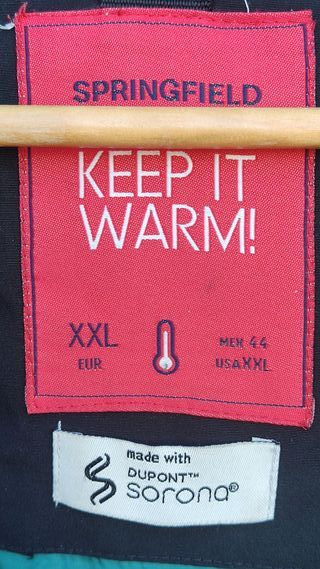 SPRINGFIELD
KEEP IT
WARM!
XXL
EUR
MEX 44
USA XXL
made with
DUPONT™
sorona®